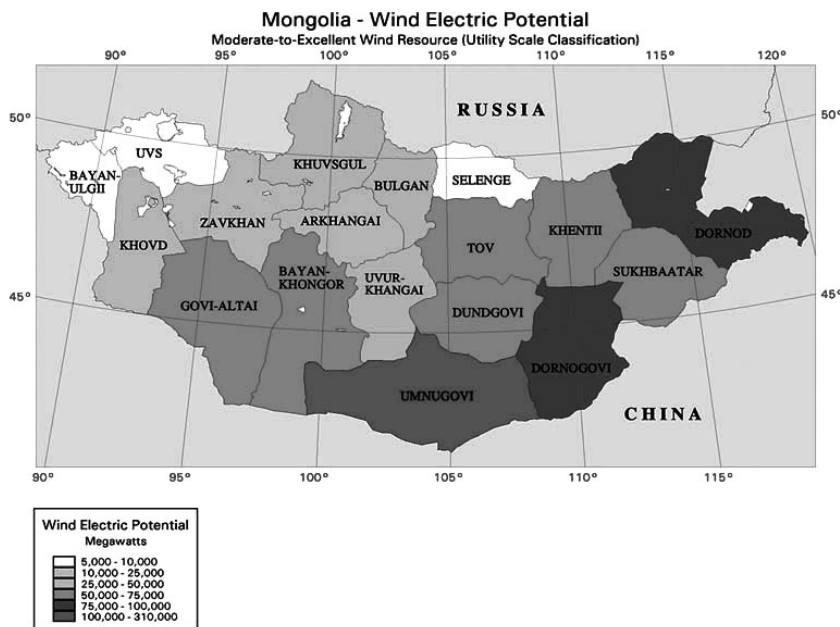 Mongolia - Wind Electric Potential
Moderate-to-Excellent Wind Resource (Utility Scale Classification)
90° 95° 100° 105° 110° 115° 120°
50° 50°
RUSSIA
UVS
BAYAN-
ULGII
KHUVSGUL
BULGAN
SELENGE
ZAVKHAN
ARKHANGAI
KHOVD
TOV
KHENTII
DORNOD
BAYAN-
KHONGOR
UVUR-
KHANGAI
SUKHBAATAR
45° 45°
GOVI-ALTAI
DUNDGOVI
DORNOGOVI
UMNUGOVI
CHINA
90° 95° 100° 105° 110° 115°
Wind Electric Potential
Megawatts
5,000 - 10,000
10,000 - 25,000
25,000 - 50,000
50,000 - 75,000
75,000 - 100,000
100,000 - 310,000